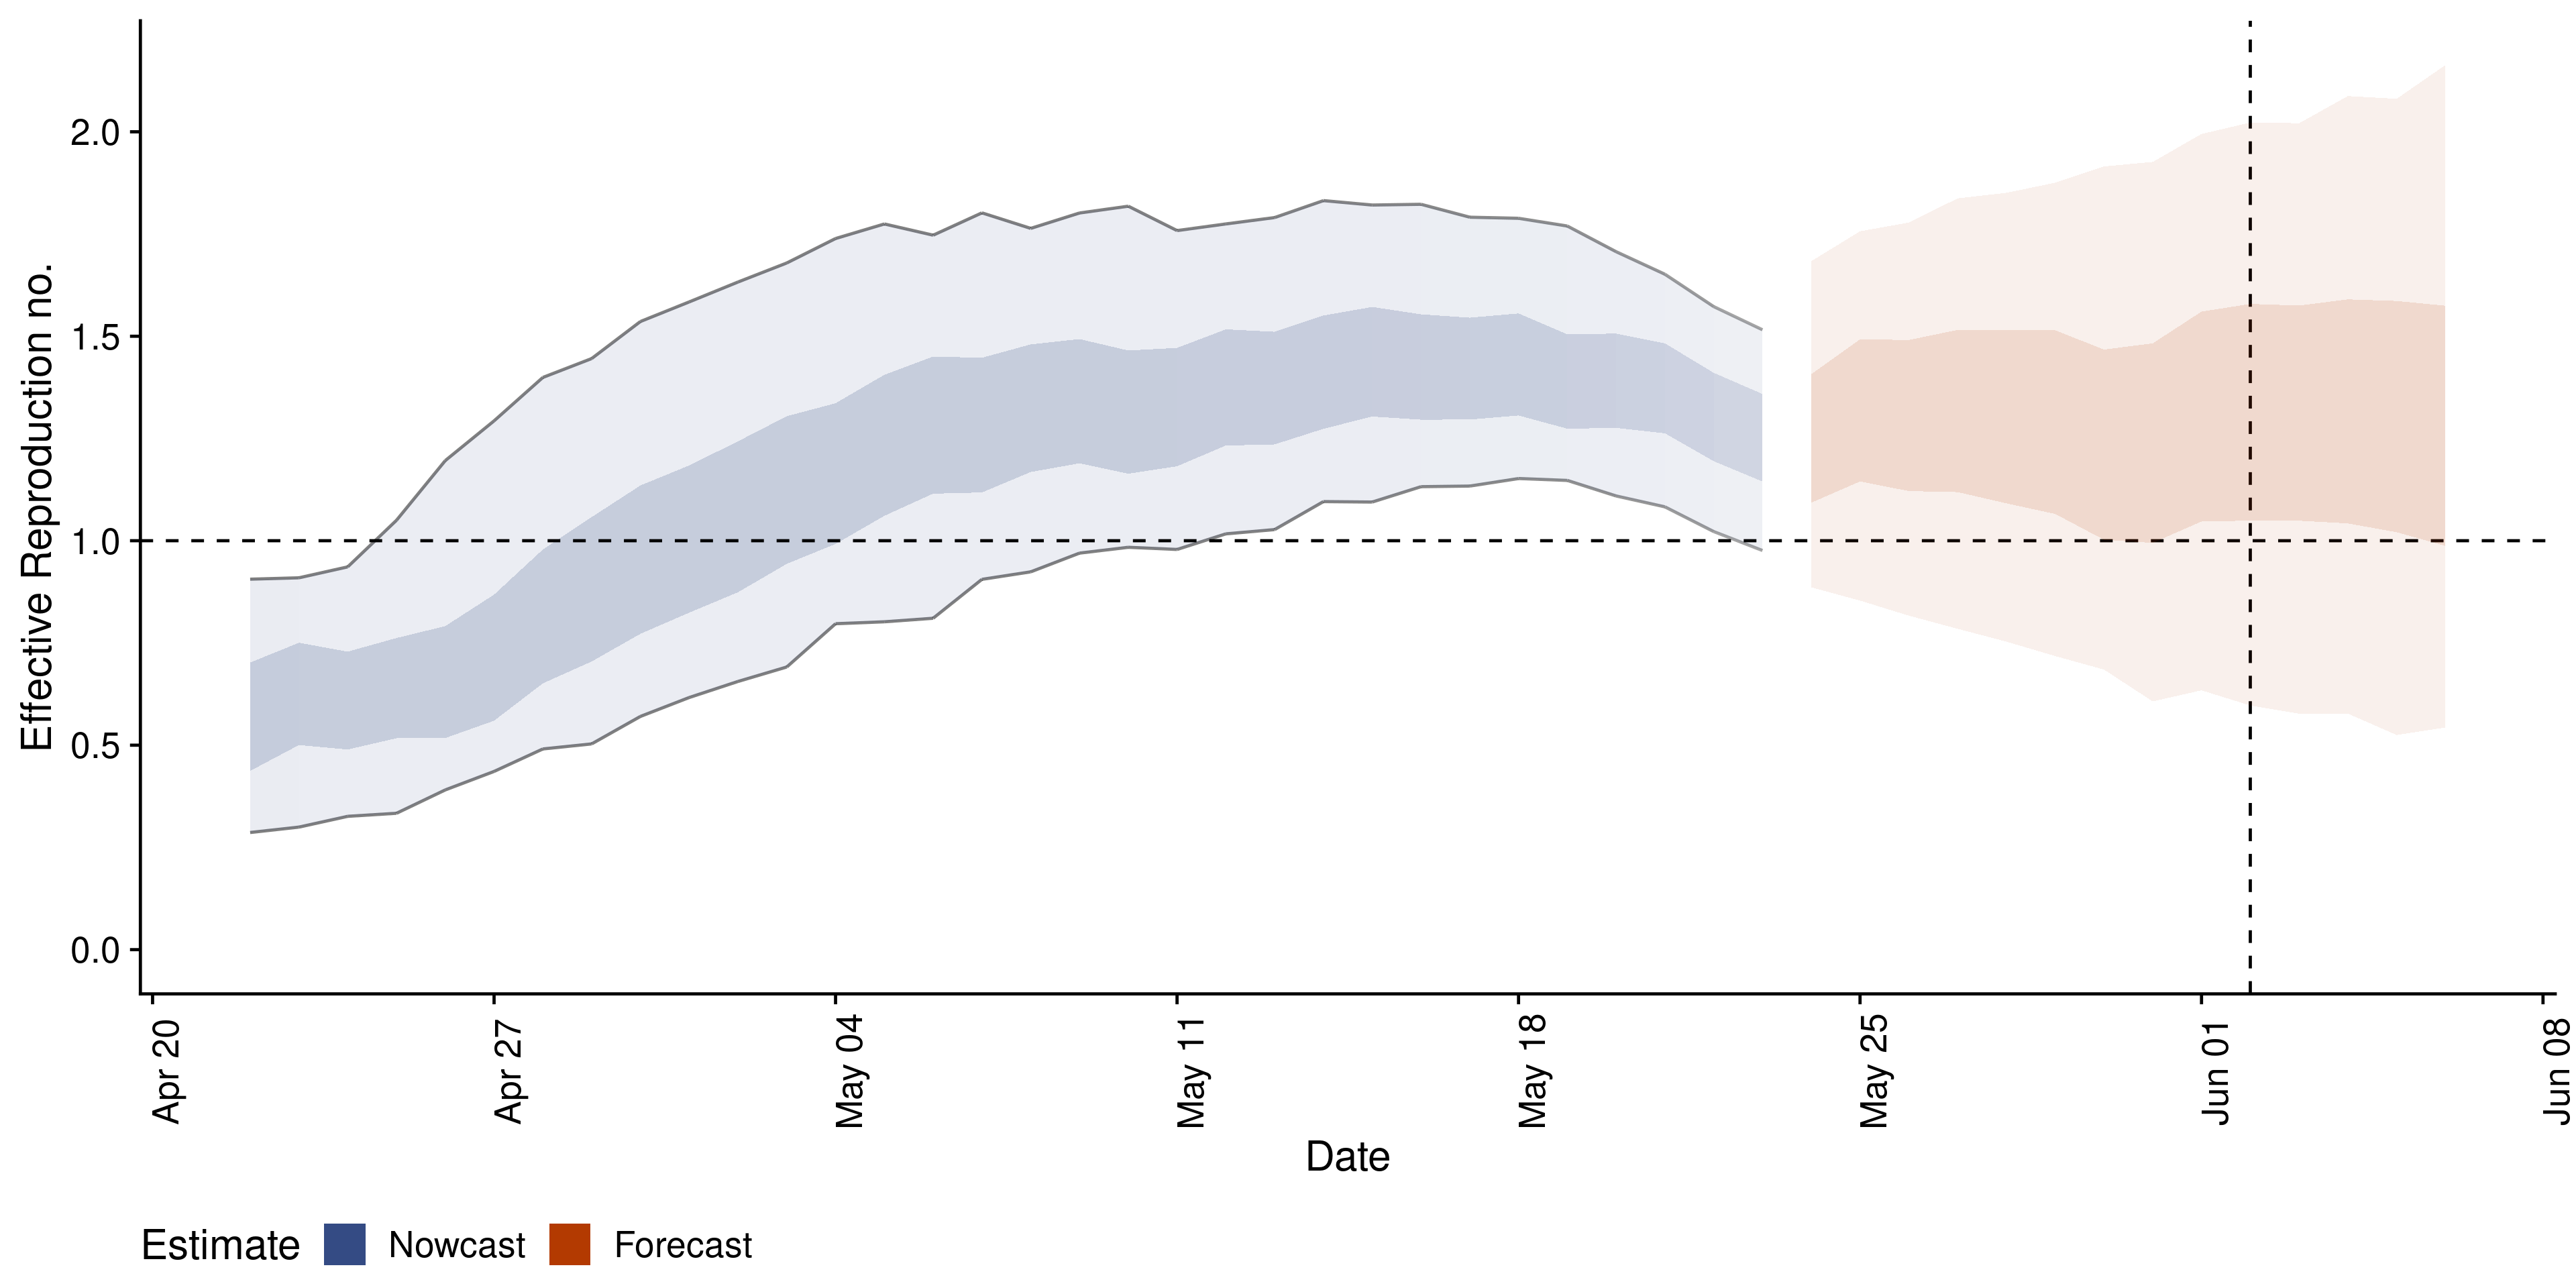 Effective Reproduction no.
2.0
1.5
1.0
0.5
0.0
Apr 20
Apr 27
May 04
May 11
May 18
May 25
Jun 01
Jun 08
Date
Estimate Nowcast Forecast